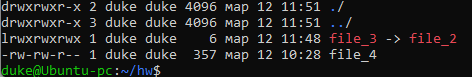 drwxrwxr-x 2 duke duke 4096 мар 12 11:51 ./
drwxrwxr-x 3 duke duke 4096 мар 12 11:51 ../
lrwxrwxrwx 1 duke duke    6 мар 12 11:48 file_3 -> file_2
-rw-rw-r-- 1 duke duke  357 мар 12 10:28 file_4
duke@Ubuntu-pc:~/hw$